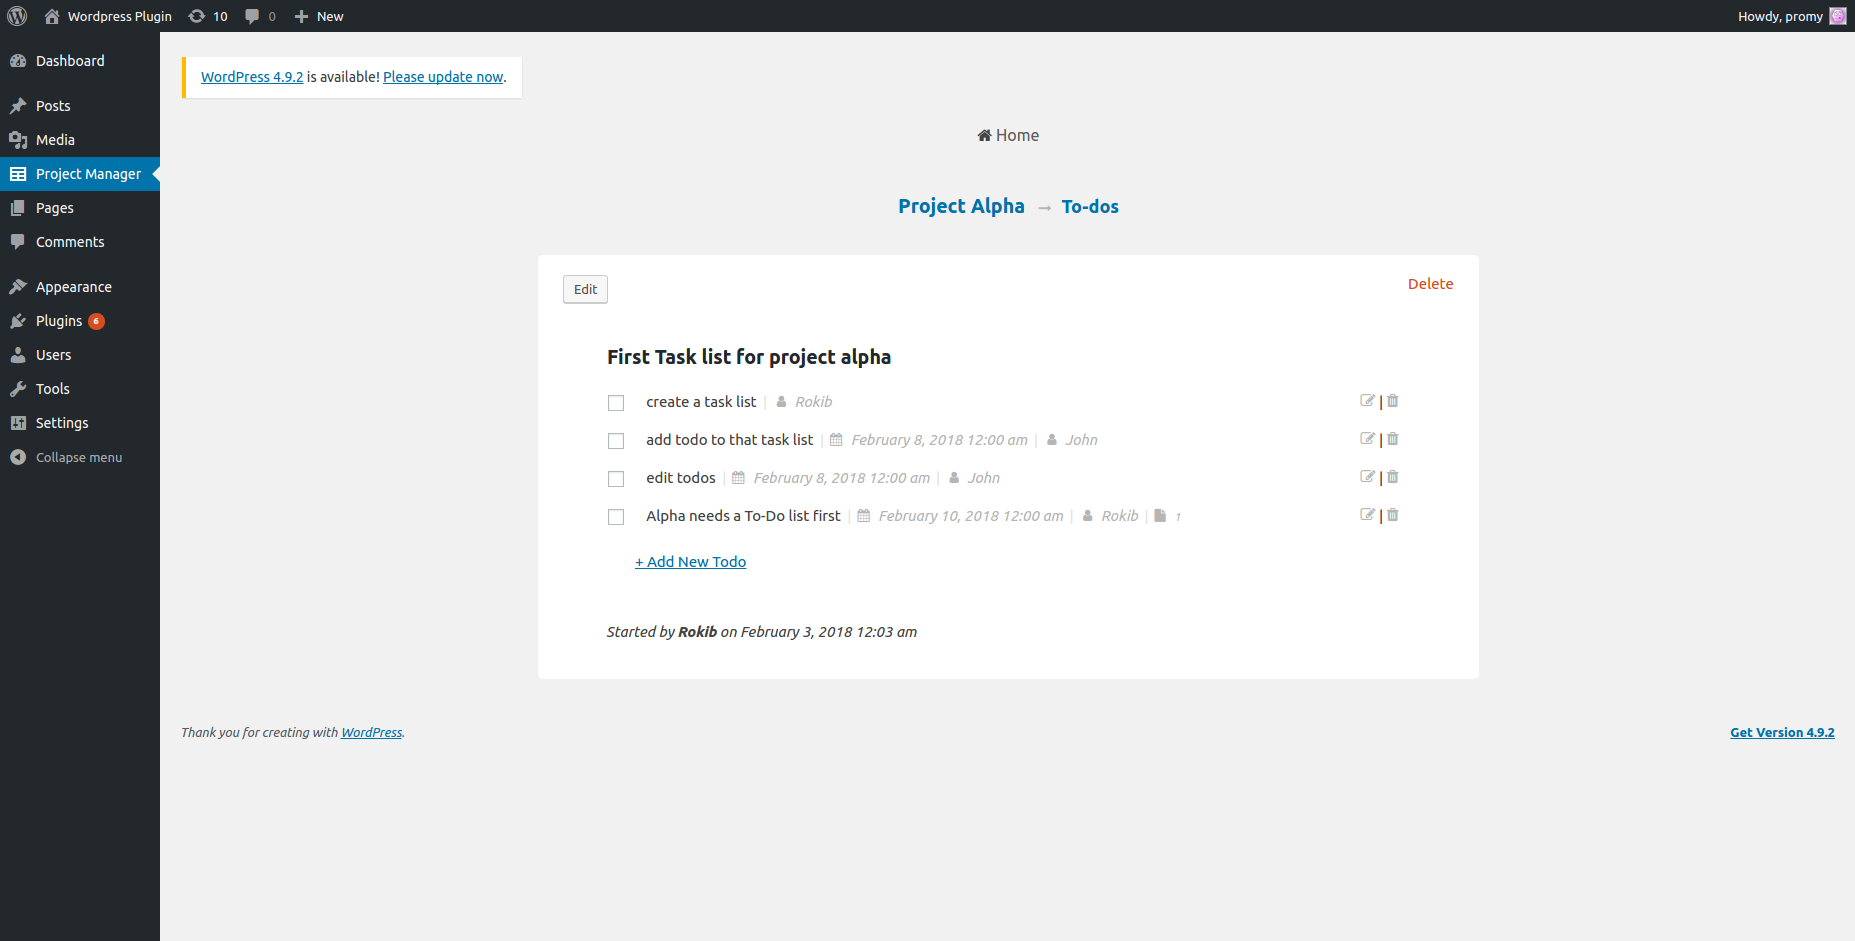 Wordpress Plugin 10 0 New Howdy, promy
Dashboard
Posts
Media
Project Manager
Pages
Comments
Appearance
Plugins 6
Users
Tools
Settings
Collapse menu
WordPress 4.9.2 is available! Please update now.
Home
Project Alpha → To-dos
Edit Delete
First Task list for project alpha
create a task list | Rokib |
add todo to that task list | February 8, 2018 12:00 am | John |
edit todos | February 8, 2018 12:00 am | John |
Alpha needs a To-Do list first | February 10, 2018 12:00 am | Rokib | 1 |
+ Add New Todo
Started by Rokib on February 3, 2018 12:03 am
Thank you for creating with WordPress. Get Version 4.9.2